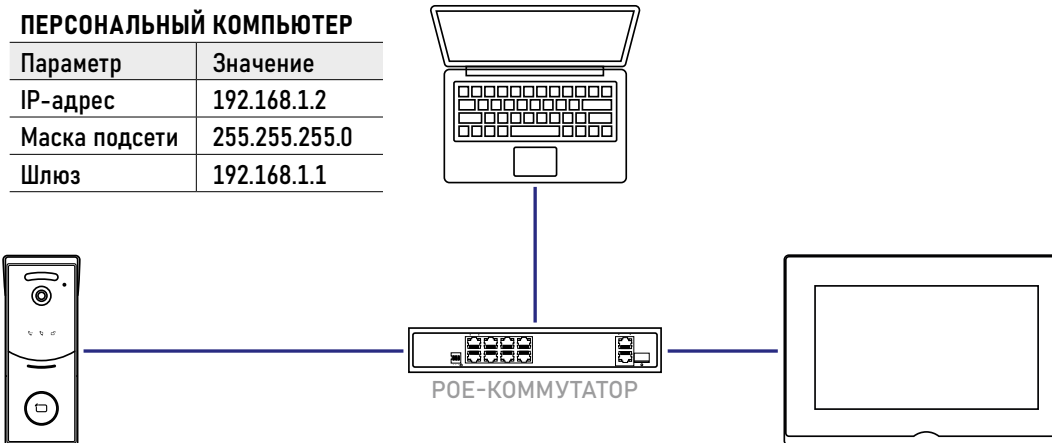 ПЕРСОНАЛЬНЫЙ КОМПЬЮТЕР
Параметр Значение
IP-адрес 192.168.1.2
Маска подсети 255.255.255.0
Шлюз 192.168.1.1
POE-КОММУТАТОР